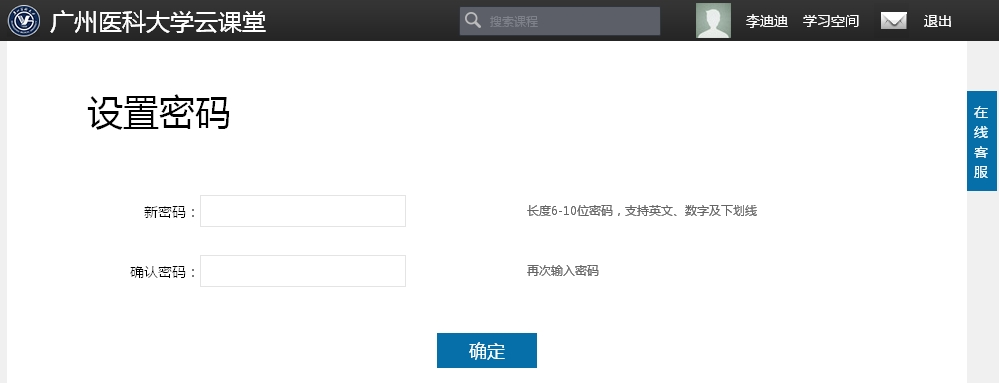 广州医科大学云课堂
搜索课程
李迪迪 学习空间 退出
设置密码
新密码：
长度6-10位密码，支持英文、数字及下划线
确认密码：
再次输入密码
确定
在线客服